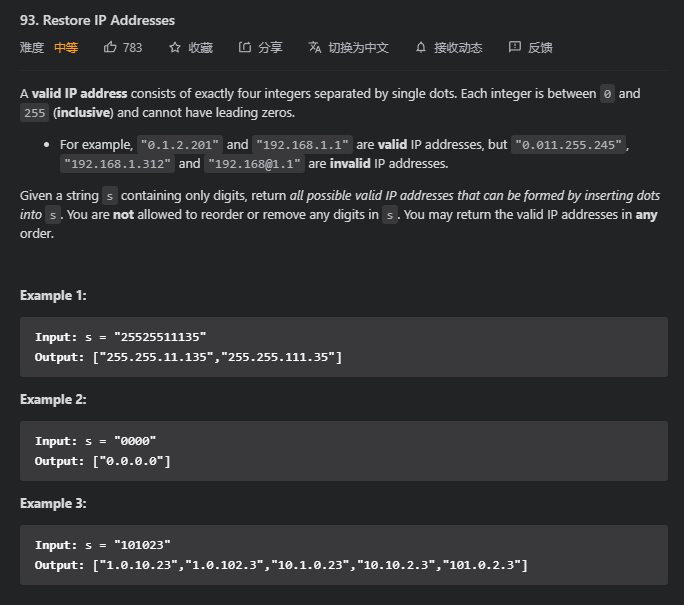 93. Restore IP Addresses
难度 中等 783 收藏 分享 切换为中文 接收动态 反馈
A valid IP address consists of exactly four integers separated by single dots. Each integer is between 0 and
255 (inclusive) and cannot have leading zeros.
• For example, "0.1.2.201" and "192.168.1.1" are valid IP addresses, but "0.011.255.245",
"192.168.1.312" and "192.168@1.1" are invalid IP addresses.
Given a string s containing only digits, return all possible valid IP addresses that can be formed by inserting dots
into s. You are not allowed to reorder or remove any digits in s. You may return the valid IP addresses in any
order.
Example 1:
Input: s = "25525511135"
Output: ["255.255.11.135","255.255.111.35"]
Example 2:
Input: s = "0000"
Output: ["0.0.0.0"]
Example 3:
Input: s = "101023"
Output: ["1.0.10.23","1.0.102.3","10.1.0.23","10.10.2.3","101.0.2.3"]